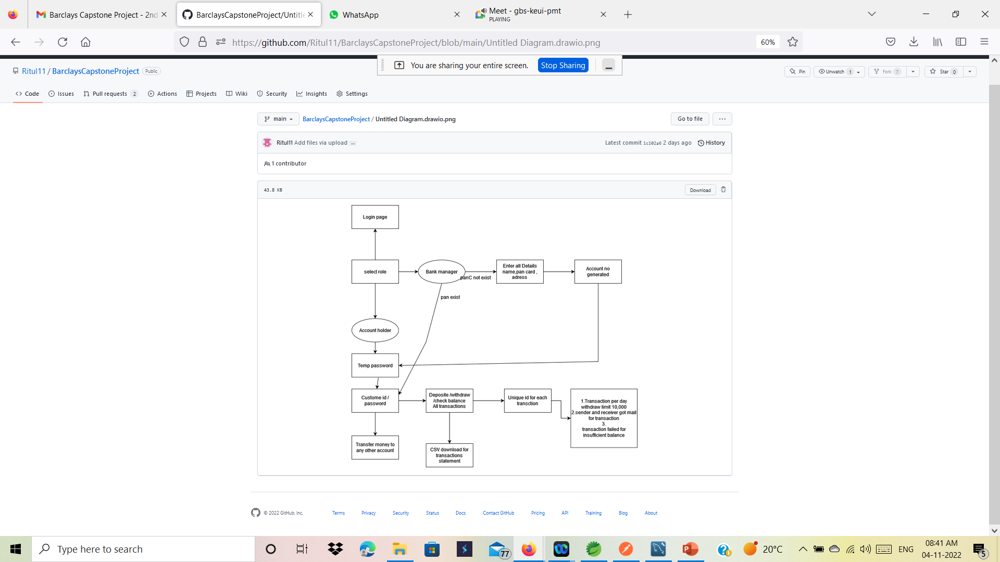 Barclays Capstone Project - 2nd
BarclaysCapstoneProject/Untitle
WhatsApp
Meet - gbs-keui-pmt
PLAYING
https://github.com/Ritul11/BarclaysCapstoneProject/blob/main/Untitled Diagram.drawio.png
60%
You are sharing your entire screen.
Stop Sharing
Ritul11 / BarclaysCapstoneProject
Public
Pin
Unwatch 1
Fork 7
Star 0
Code
Issues
Pull requests 2
Actions
Projects
Wiki
Security
Insights
Settings
main
BarclaysCapstoneProject / Untitled Diagram.drawio.png
Go to file
...
Ritul11 Add files via upload ...
Latest commit 1c102a6 2 days ago
History
1 contributor
43.8 KB
Download
Login page
select role
Bank manager
panC not exist
Enter all Details
name,pan card ,
adress
Account no
generated
pan exist
Account holder
Temp password
Custome id /
password
Deposite /withdraw
/check balance
All transactions
Unique id for each
transction
1.Transaction per day
withdraw limit 10,000
2.sender and receiver got mail
for transaction
3.
transaction failed for
insufficient balance
Transfer money to
any other account
CSV download for
transactions
statement
© 2022 GitHub, Inc.
Terms
Privacy
Security
Status
Docs
Contact GitHub
Pricing
API
Training
Blog
About
Type here to search
77
20°C
ENG
08:41 AM
04-11-2022
5